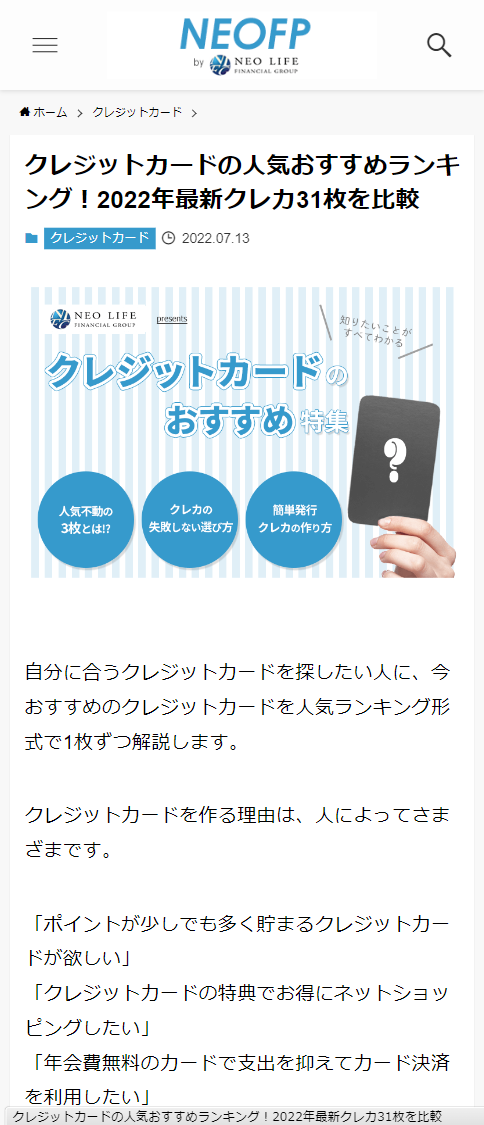 NEOFP
by NEO LIFE
FINANCIAL GROUP
ホーム > クレジットカード >
クレジットカードの人気おすすめランキ
ング！2022年最新クレカ31枚を比較
クレジットカード 2022.07.13
NEO LIFE
FINANCIAL GROUP
presents
知りたいことが
すべてわかる
クレジットカードの
おすすめ特集
?
人気不動の
3枚とは!?
クレカの
失敗しない選び方
簡単発行
クレカの作り方
自分に合うクレジットカードを探したい人に、今
おすすめのクレジットカードを人気ランキング形
式で1枚ずつ解説します。
クレジットカードを作る理由は、人によってさま
ざまです。
「ポイントが少しでも多く貯まるクレジットカー
ドが欲しい」
「クレジットカードの特典でお得にネットショッ
ピングしたい」
「年会費無料のカードで支出を抑えてカード決済
を利用したい」
クレジットカードの人気おすすめランキング！2022年最新クレカ31枚を比較